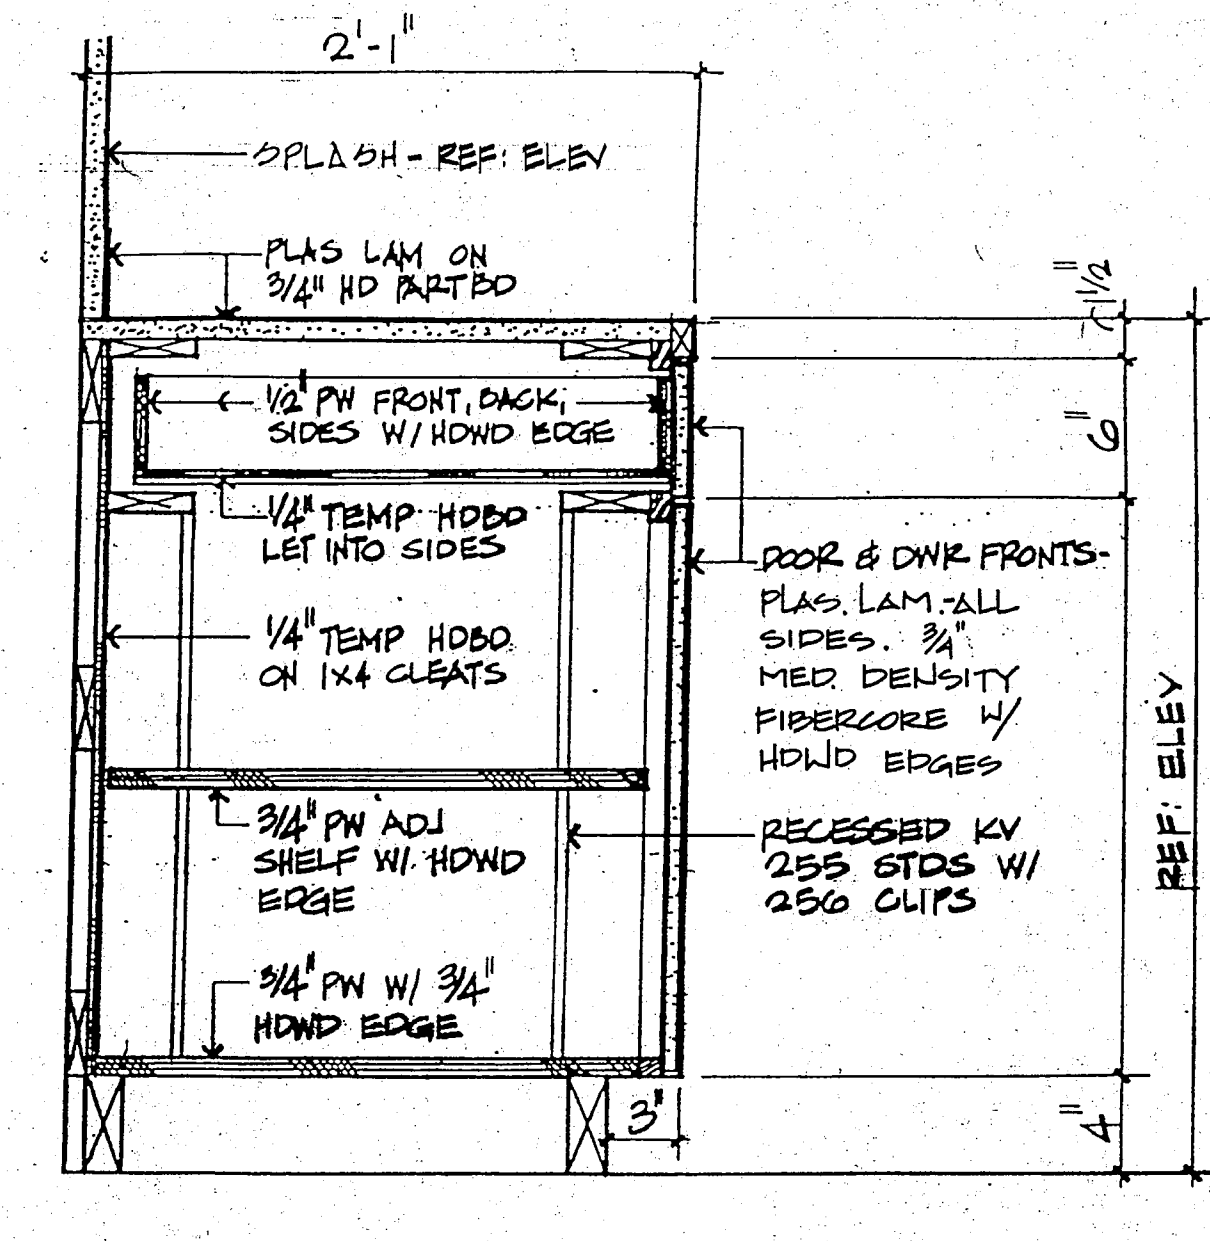 2'-1"
SPLASH - REF: ELEV
PLAS LAM ON
3/4" HD PARTBD
1 1/2"
1/2" PW FRONT, BACK,
SIDES W/ HDWD EDGE
6"
1/4" TEMP HDBD
LET INTO SIDES
DOOR & DWR FRONTS-
PLAS. LAM.-ALL
SIDES. 3/4"
MED. DENSITY
FIBERCORE W/
HDWD EDGES
1/4" TEMP HDBD
ON 1X4 CLEATS
REF: ELEV
3/4" PW ADJ
SHELF W/ HDWD
EDGE
RECESSED KV
255 STDS W/
256 CLIPS
3/4" PW W/ 3/4"
HDWD EDGE
3"
4"